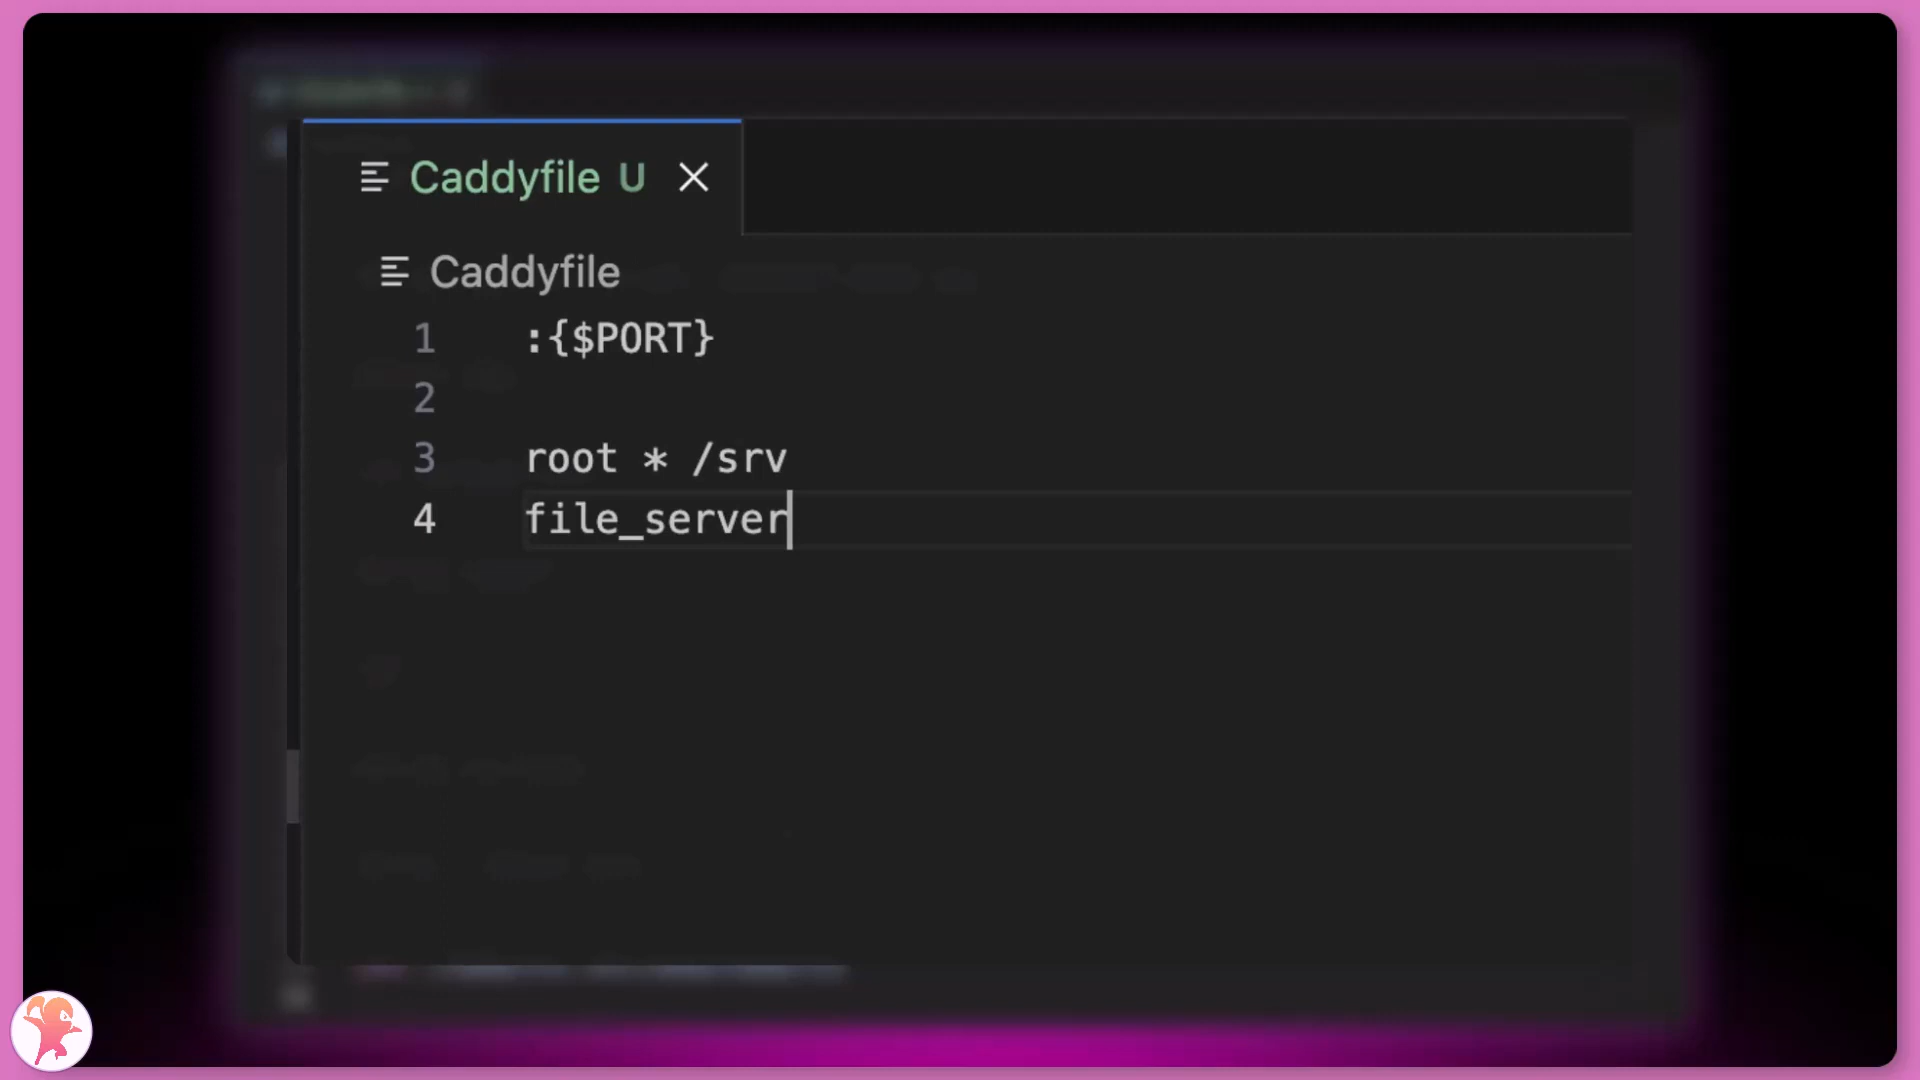 Caddyfile U
Caddyfile
1 :{$PORT}
2
3 root * /srv
4 file_server